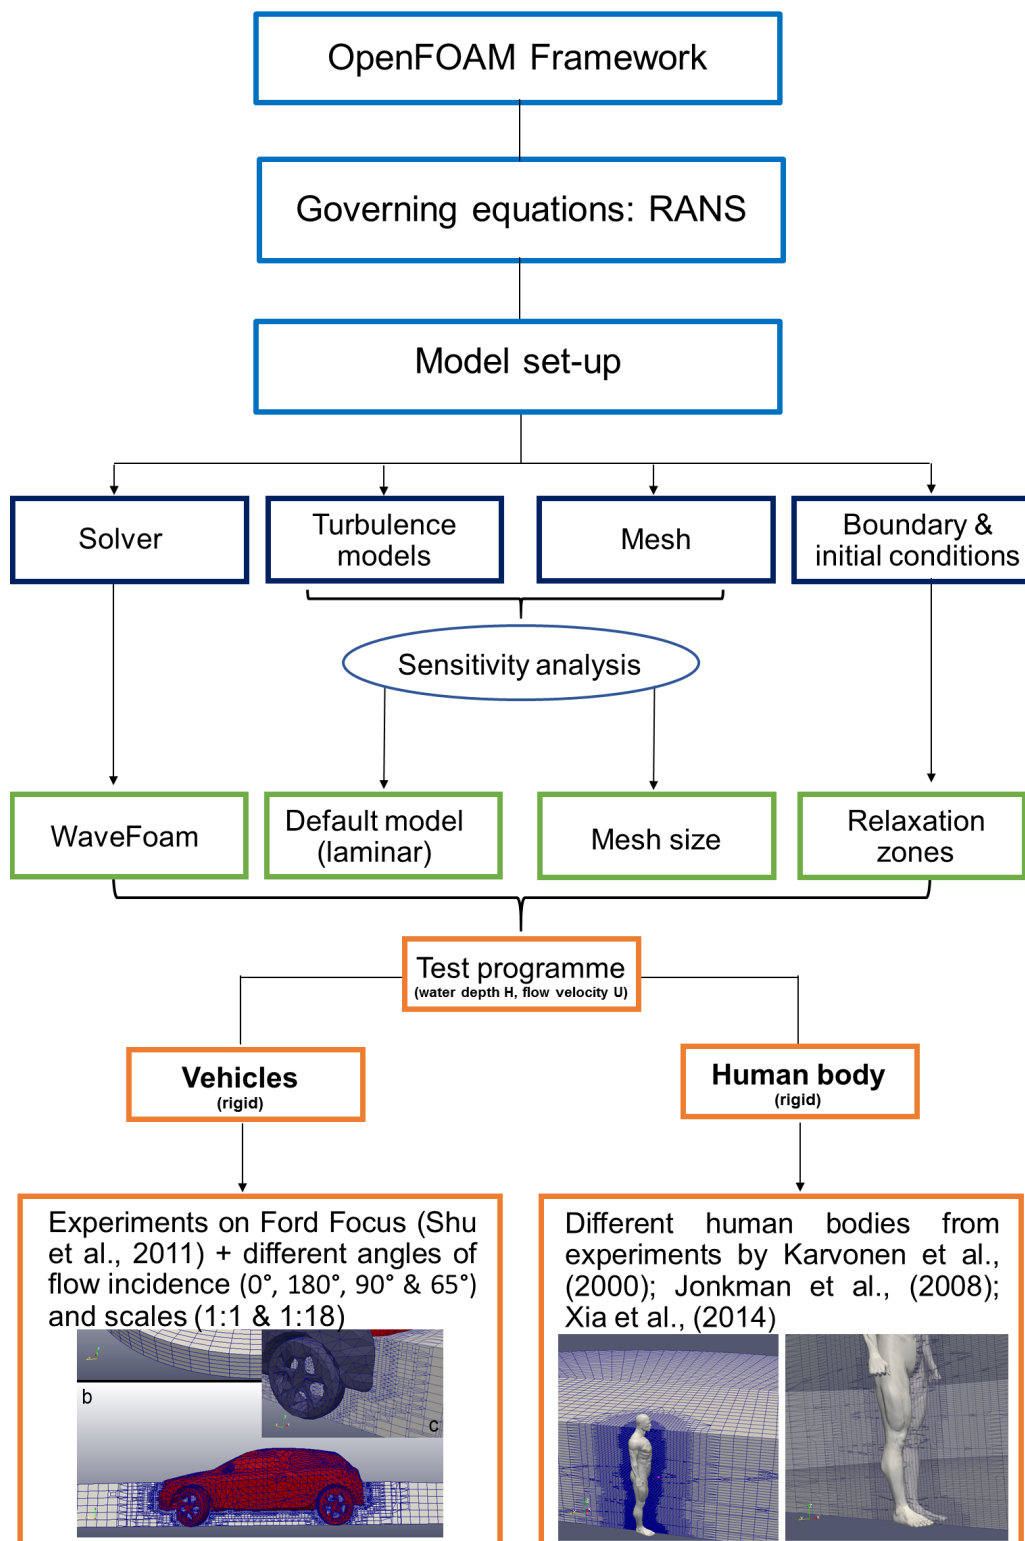 OpenFOAM Framework
Governing equations: RANS
Model set-up
Solver
Turbulence
models
Mesh
Boundary &
initial conditions
Sensitivity analysis
WaveFoam
Default model
(laminar)
Mesh size
Relaxation
zones
Test programme
(water depth H, flow velocity U)
Vehicles
(rigid)
Human body
(rigid)
Experiments on Ford Focus (Shu
et al., 2011) + different angles of
flow incidence (0°, 180°, 90° & 65°)
and scales (1:1 & 1:18)
b
c
Different human bodies from
experiments by Karvonen et al.,
(2000); Jonkman et al., (2008);
Xia et al., (2014)